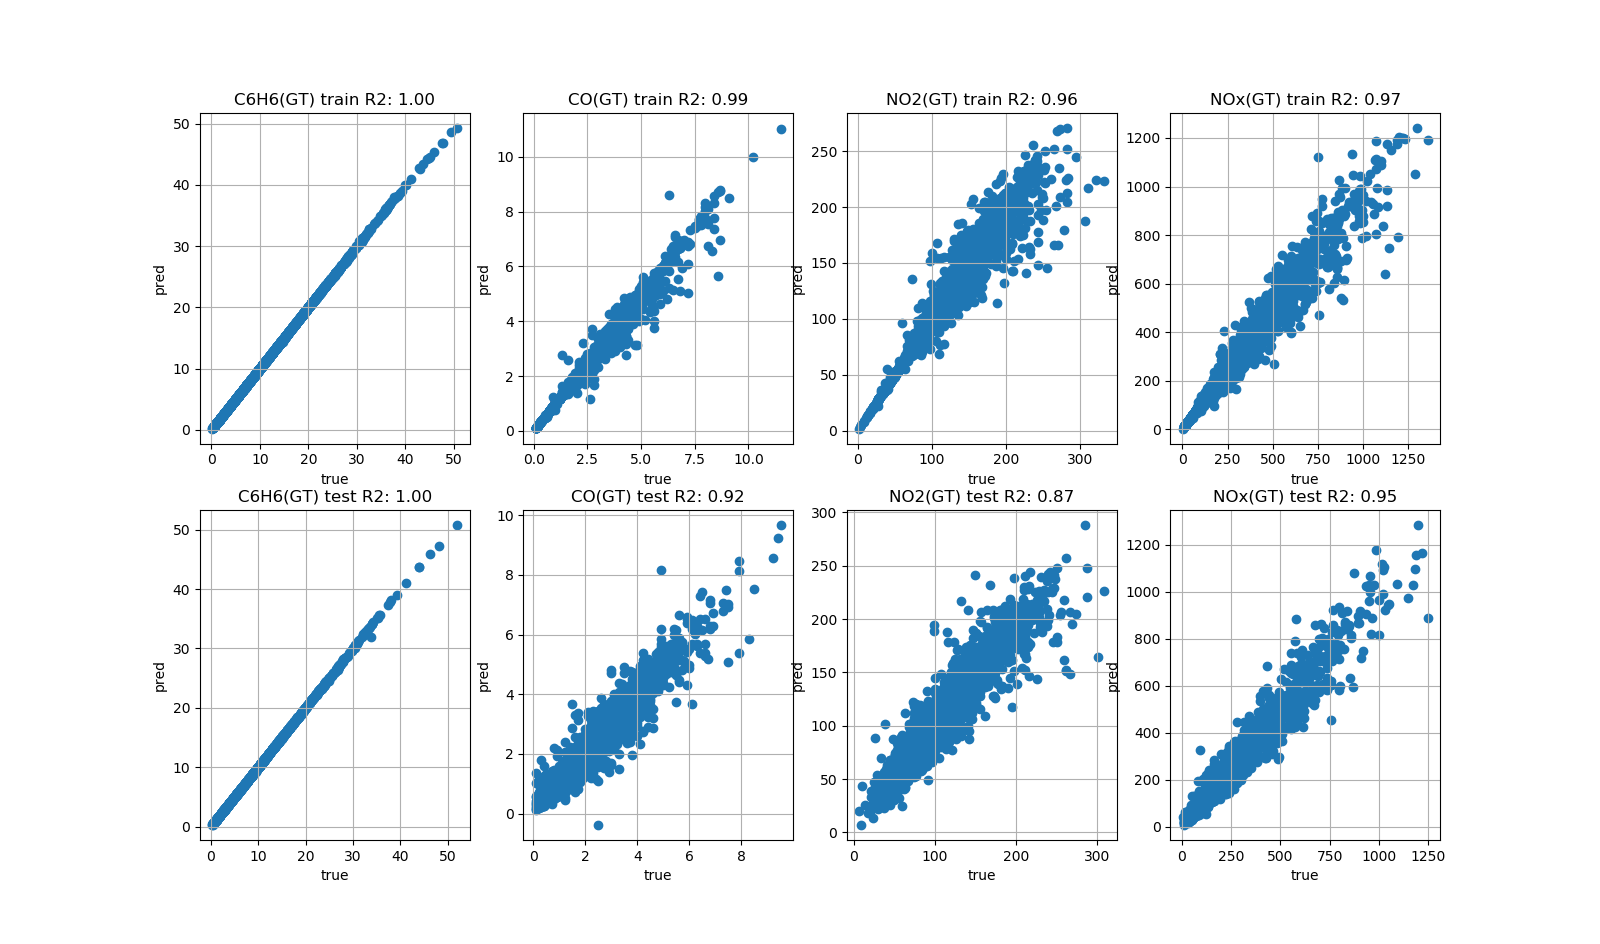 C6H6(GT) train R2: 1.00
50
40
30
20
10
0
pred
0 10 20 30 40 50
true
CO(GT) train R2: 0.99
10
8
6
4
2
0
pred
0.0 2.5 5.0 7.5 10.0
true
NO2(GT) train R2: 0.96
250
200
150
100
50
0
pred
0 100 200 300
true
NOx(GT) train R2: 0.97
1200
1000
800
600
400
200
0
pred
0 250 500 750 1000 1250
true
C6H6(GT) test R2: 1.00
50
40
30
20
10
0
pred
0 10 20 30 40 50
true
CO(GT) test R2: 0.92
10
8
6
4
2
0
pred
0 2 4 6 8
true
NO2(GT) test R2: 0.87
300
250
200
150
100
50
0
pred
0 100 200 300
true
NOx(GT) test R2: 0.95
1200
1000
800
600
400
200
0
pred
0 250 500 750 1000 1250
true